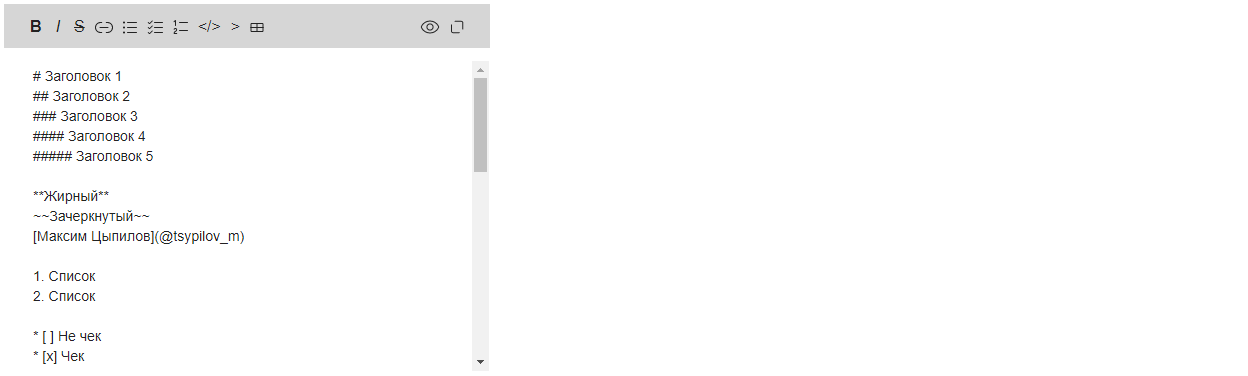 B I S </> >
# Заголовок 1
## Заголовок 2
### Заголовок 3
#### Заголовок 4
##### Заголовок 5
**Жирный**
~~Зачеркнутый~~
[Максим Цыпилов](@tsypilov_m)
1. Список
2. Список
* [ ] Не чек
* [x] Чек